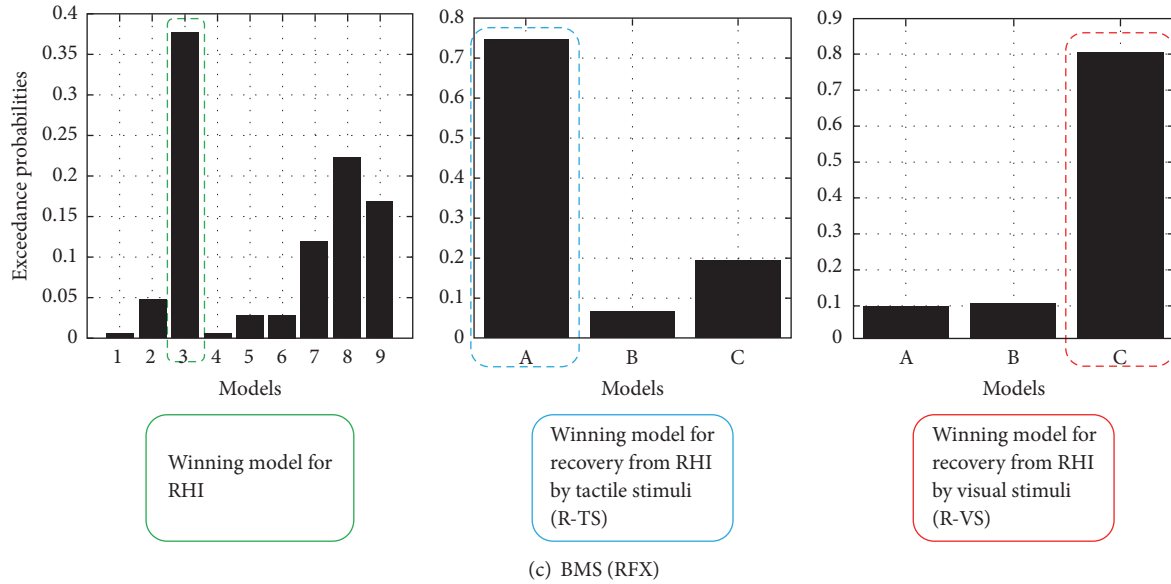 Exceedance probabilities
0.4
0.35
0.3
0.25
0.2
0.15
0.1
0.05
0
1 2 3 4 5 6 7 8 9
Models
0.8
0.7
0.6
0.5
0.4
0.3
0.2
0.1
0
A B C
Models
0.9
0.8
0.7
0.6
0.5
0.4
0.3
0.2
0.1
0
A B C
Models
Winning model for
RHI
Winning model for
recovery from RHI
by tactile stimuli
(R-TS)
Winning model for
recovery from RHI
by visual stimuli
(R-VS)
(c) BMS (RFX)